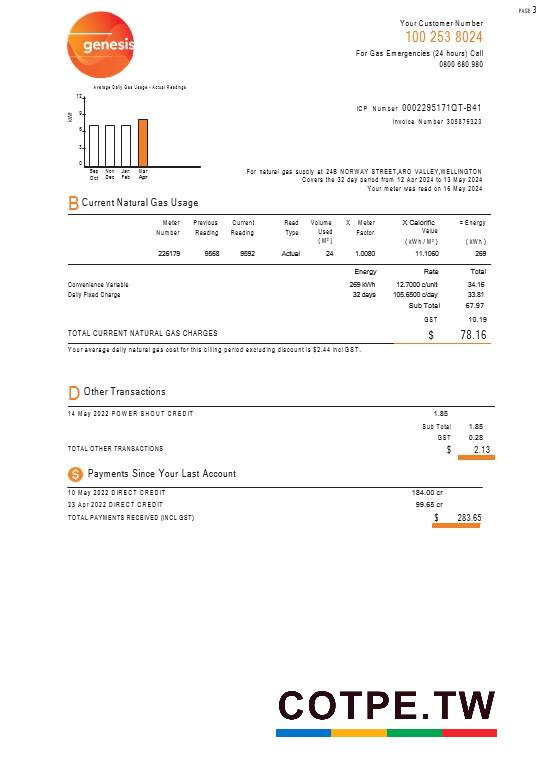 PAGE 3
genesis
Your Customer Number
100 253 8024
For Gas Emergencies (24 hours) Call
0800 680 980
Average Daily Gas Usage - Actual Readings
kWh
12
9
6
3
0
Sep Nov Jan Mar
Oct Dec Feb Apr
ICP Number 0002295171QT-B41
Invoice Number 305876323
For natural gas supply at 24B NORWAY STREET,ARO VALLEY,WELLINGTON
Covers the 32 day period from 12 Apr 2024 to 13 May 2024
Your meter was read on 16 May 2024
B Current Natural Gas Usage
Meter Previous Current Read Volume X Meter X Calorific = Energy
Number Reading Reading Type Used Factor Value
(M³) (kWh / M³) (kWh)
226179 9568 9592 Actual 24 1.0080 11.1060 269
Energy Rate Total
Convenience Variable 269 kWh 12.7000 c/unit 34.16
Daily Fixed Charge 32 days 105.6500 c/day 33.81
Sub Total 67.97
GST 10.19
TOTAL CURRENT NATURAL GAS CHARGES $ 78.16
Your average daily natural gas cost for this billing period excluding discount is $2.44 incl GST.
D Other Transactions
14 May 2022 POWER SHOUT CREDIT 1.85
Sub Total 1.85
GST 0.28
TOTAL OTHER TRANSACTIONS $ 2.13
$ Payments Since Your Last Account
10 May 2022 DIRECT CREDIT 184.00 cr
23 Apr 2022 DIRECT CREDIT 99.65 cr
TOTAL PAYMENTS RECEIVED (INCL GST) $ 283.65
COTPE.TW